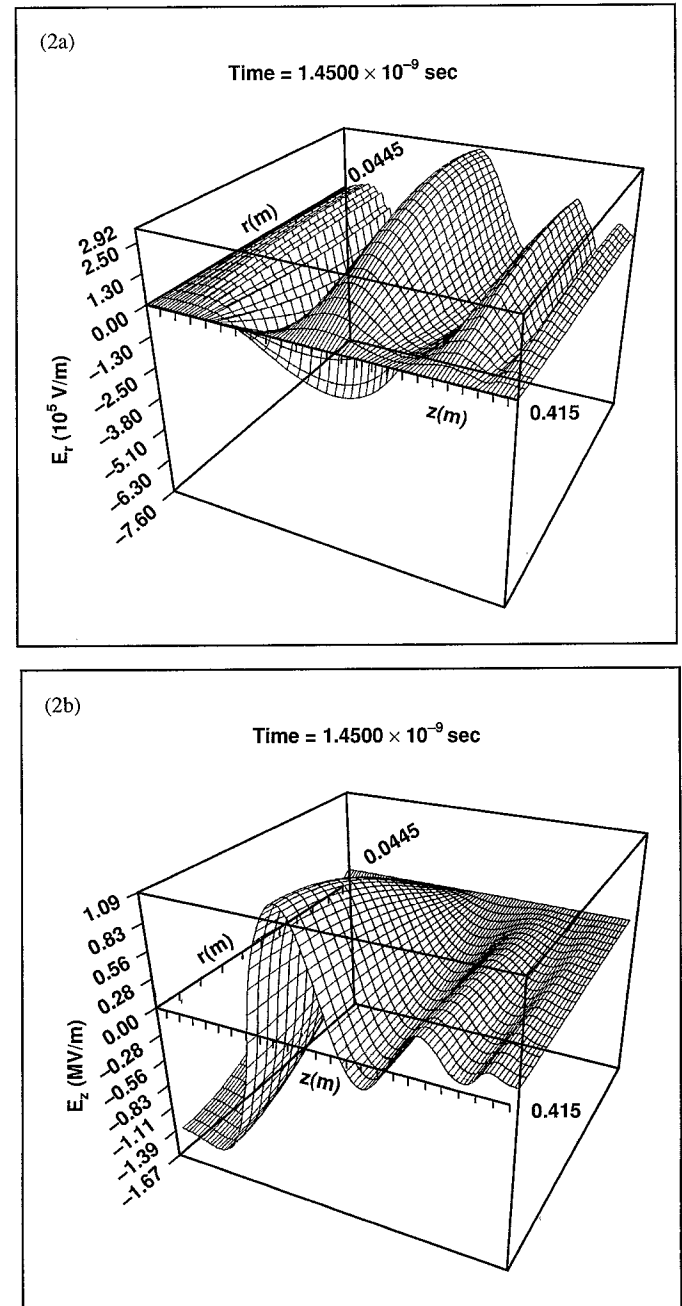 (2a)
Time = 1.4500 × 10⁻⁹ sec
0.0445
r(m)
2.92
2.50
1.30
0.00
−1.30
−2.50
−3.80
−5.10
−6.30
−7.60
E_r (10⁵ V/m)
z(m)
0.415
(2b)
Time = 1.4500 × 10⁻⁹ sec
0.0445
r(m)
1.09
0.83
0.56
0.28
0.00
−0.28
−0.56
−0.83
−1.11
−1.39
−1.67
E_z (MV/m)
z(m)
0.415